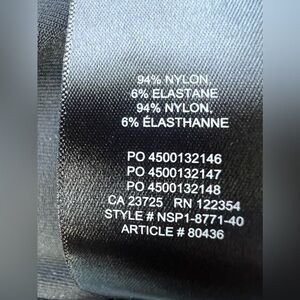 94% NYLON,
6% ELASTANE
94% NYLON,
6% ÉLASTHANNE
PO 4500132146
PO 4500132147
PO 4500132148
CA 23725 RN 122354
STYLE # NSP1-8771-40
ARTICLE # 80436